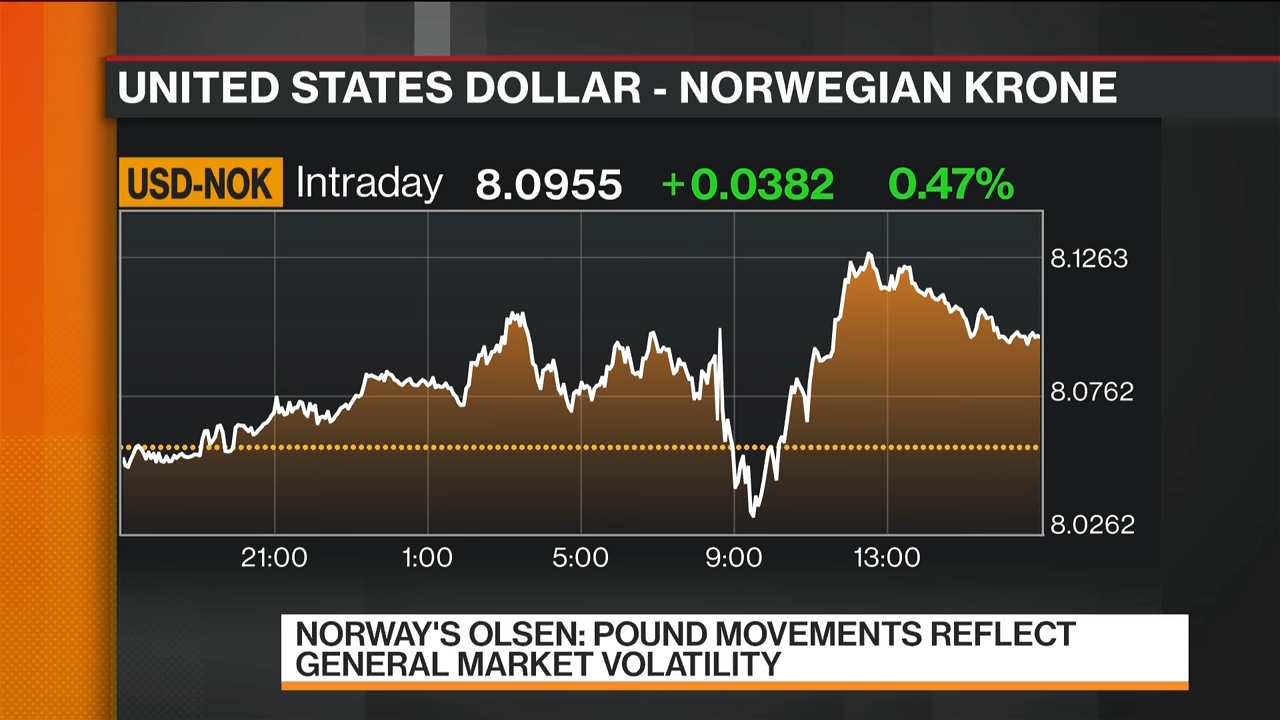 UNITED STATES DOLLAR - NORWEGIAN KRONE
USD-NOK Intraday 8.0955 +0.0382 0.47%
8.1263
8.0762
8.0262
21:00 1:00 5:00 9:00 13:00
NORWAY'S OLSEN: POUND MOVEMENTS REFLECT
GENERAL MARKET VOLATILITY